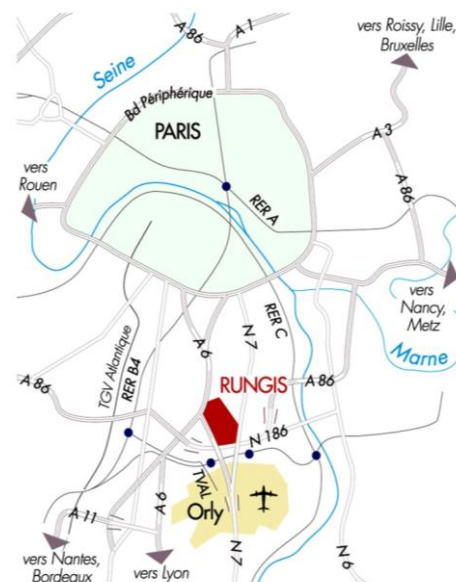 A 86
A 1
vers Roissy, Lille,
Bruxelles
Seine
Bd Périphérique
PARIS
A 3
vers
Rouen
A 86
RER A
vers
Nancy,
Metz
Marne
TGV Atlantique
RER B4
A 6
N 7
RER C
A 86
RUNGIS
A 86
N 186
TVAL
Orly
A 11
A 6
N 7
N 6
vers Nantes,
Bordeaux
vers Lyon